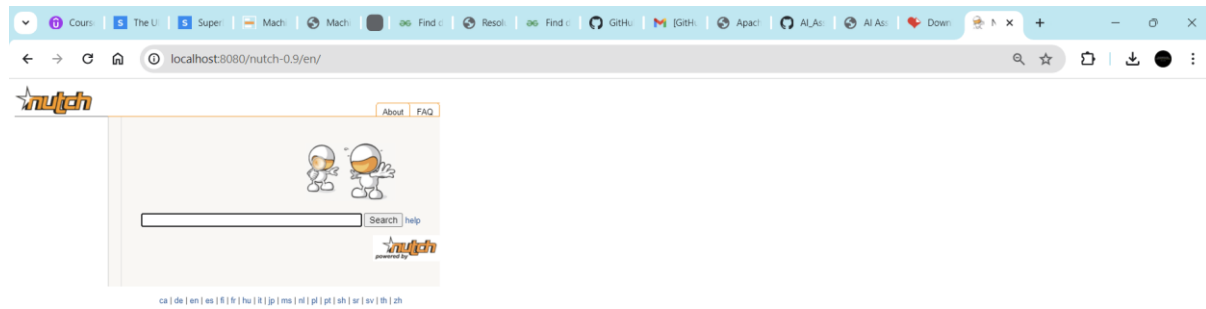 Cours
The U
Super
Mach
Mach
Find c
Resol
Find c
GitHu
[GitHu
Apach
AI_As
AI Ass
Down
N
localhost:8080/nutch-0.9/en/
nutch
About FAQ
Search help
nutch
powered by
ca | de | en | es | fi | fr | hu | it | jp | ms | nl | pl | pt | sh | sr | sv | th | zh